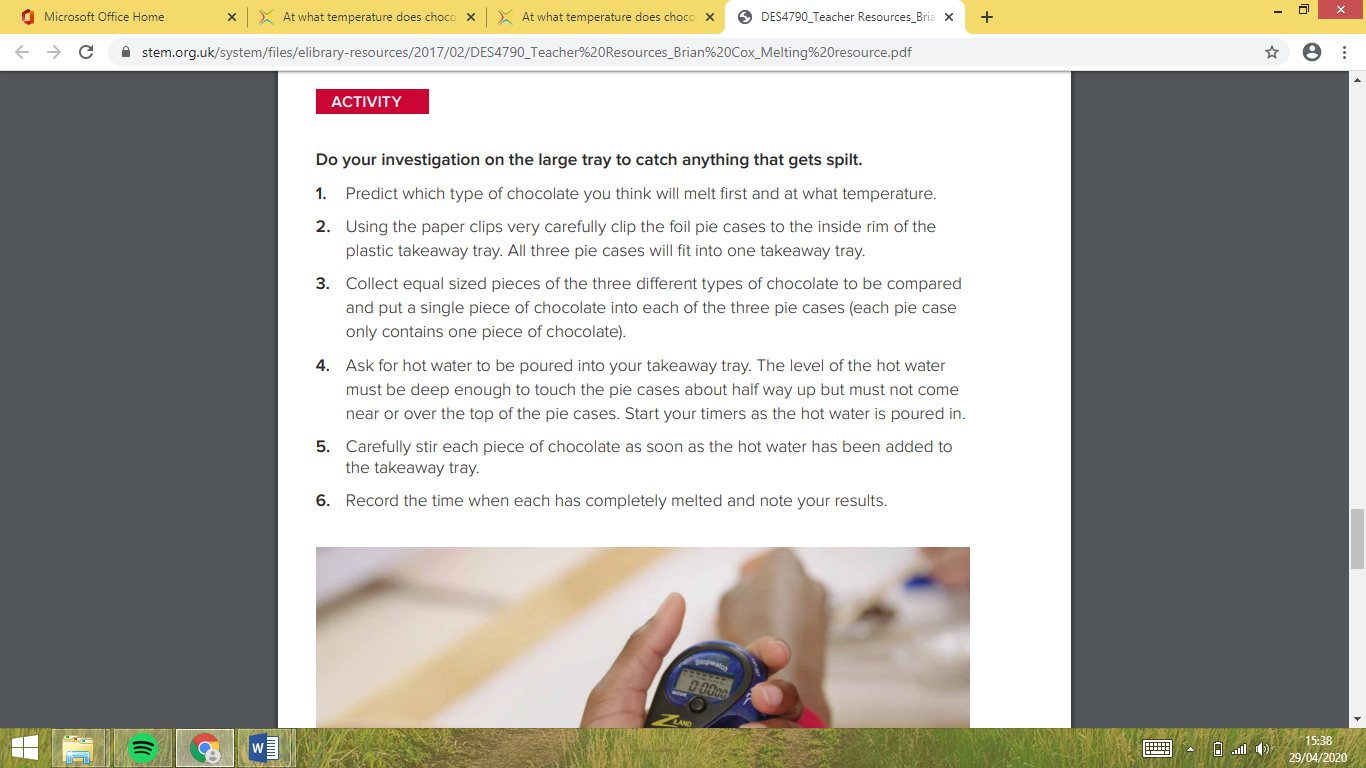 Microsoft Office Home
At what temperature does choco
At what temperature does choco
DES4790_Teacher Resources_Bria
stem.org.uk/system/files/elibrary-resources/2017/02/DES4790_Teacher%20Resources_Brian%20Cox_Melting%20resource.pdf
ACTIVITY
Do your investigation on the large tray to catch anything that gets spilt.
1. Predict which type of chocolate you think will melt first and at what temperature.
2. Using the paper clips very carefully clip the foil pie cases to the inside rim of the
plastic takeaway tray. All three pie cases will fit into one takeaway tray.
3. Collect equal sized pieces of the three different types of chocolate to be compared
and put a single piece of chocolate into each of the three pie cases (each pie case
only contains one piece of chocolate).
4. Ask for hot water to be poured into your takeaway tray. The level of the hot water
must be deep enough to touch the pie cases about half way up but must not come
near or over the top of the pie cases. Start your timers as the hot water is poured in.
5. Carefully stir each piece of chocolate as soon as the hot water has been added to
the takeaway tray.
6. Record the time when each has completely melted and note your results.
Stopwatch
0:0000
MODE
ZILAND
15:38
29/04/2020